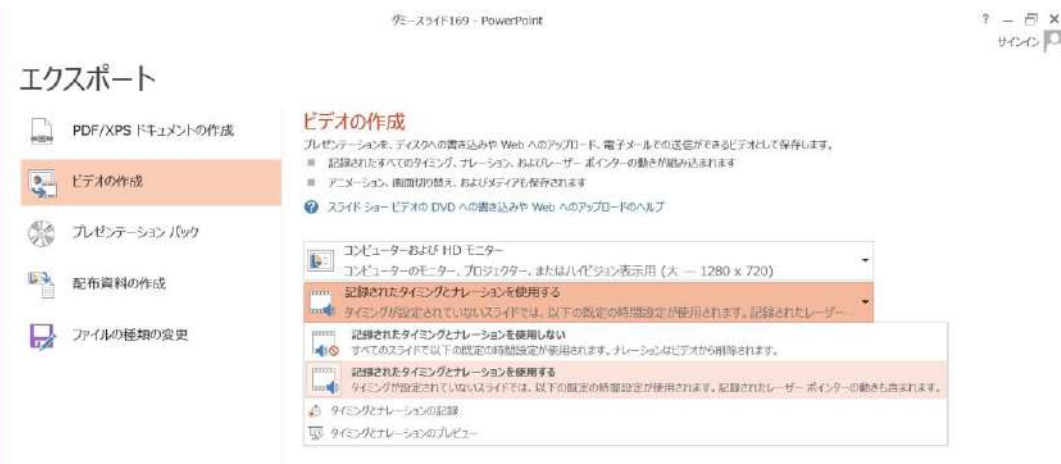 ダミースライド169 - PowerPoint
?
サインイン
エクスポート
PDF/XPS ドキュメントの作成
ビデオの作成
プレゼンテーション パック
配布資料の作成
ファイルの種類の変更
ビデオの作成
プレゼンテーションを、ディスクへの書き込みや Web へのアップロード、電子メールでの送信ができるビデオとして保存します。
記録されたすべてのタイミング、ナレーション、およびレーザー ポインターの動きが組み込まれます
アニメーション、画面切り替え、およびメディアも保存されます
スライド ショー ビデオの DVD への書き込みや Web へのアップロードのヘルプ
コンピューターおよび HD モニター
コンピューターのモニター、プロジェクター、またはハイビジョン表示用 (大 — 1280 x 720)
記録されたタイミングとナレーションを使用する
タイミングが設定されていないスライドでは、以下の既定の時間設定が使用されます。記録されたレーザー…
記録されたタイミングとナレーションを使用しない
すべてのスライドで以下の既定の時間設定が使用されます。ナレーションはビデオから削除されます。
記録されたタイミングとナレーションを使用する
タイミングが設定されていないスライドでは、以下の既定の時間設定が使用されます。記録されたレーザー ポインターの動きも含まれます。
タイミングとナレーションの記録
タイミングとナレーションのプレビュー